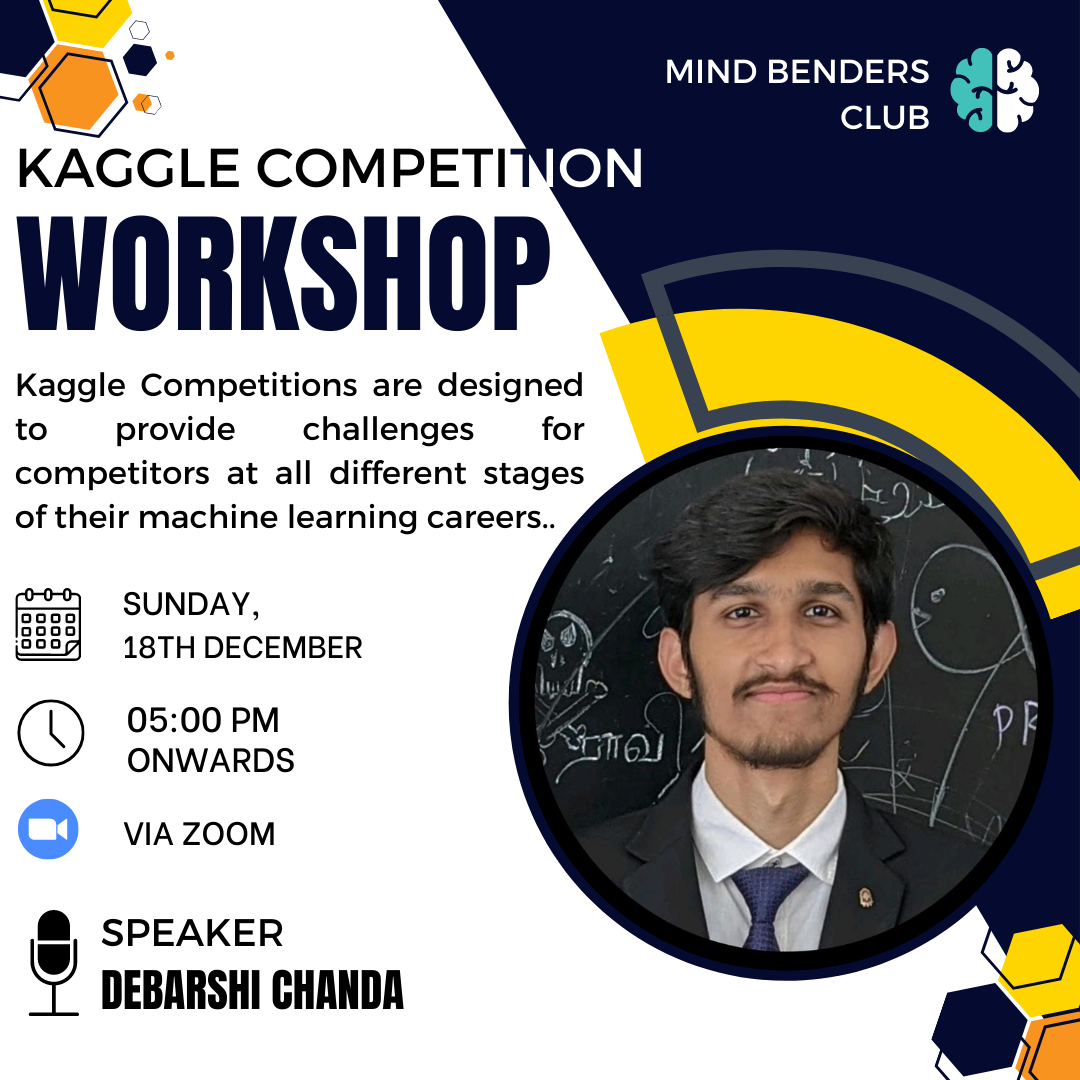 MIND BENDERS
CLUB
KAGGLE COMPETITION
WORKSHOP
Kaggle Competitions are designed
to provide challenges for
competitors at all different stages
of their machine learning careers..
SUNDAY,
18TH DECEMBER
05:00 PM
ONWARDS
VIA ZOOM
SPEAKER
DEBARSHI CHANDA